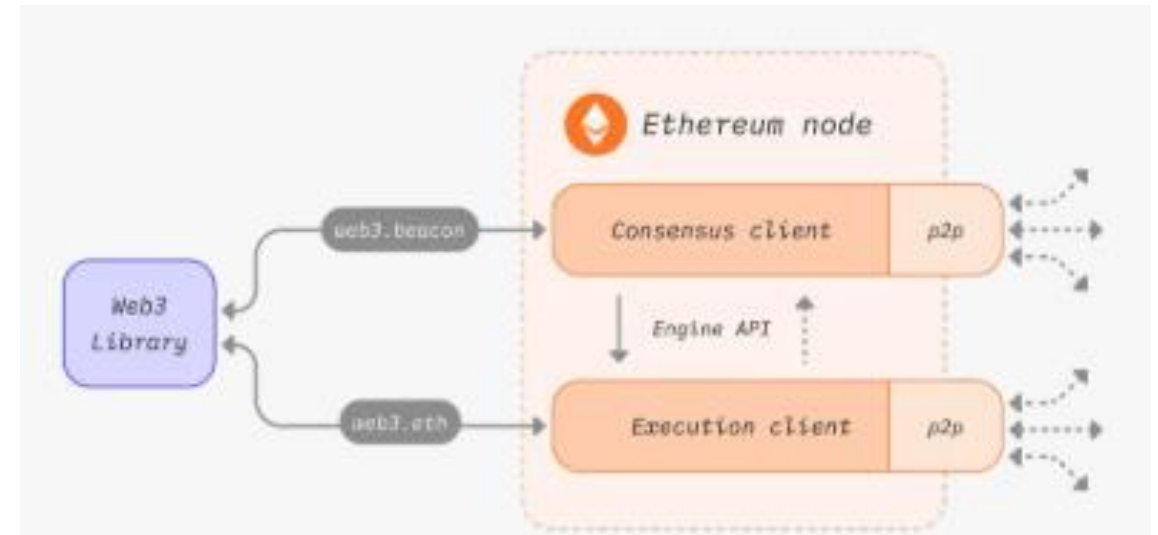 Ethereum node
web3.beacon
Consensus client
p2p
Web3
Library
Engine API
web3.eth
Execution client
p2p